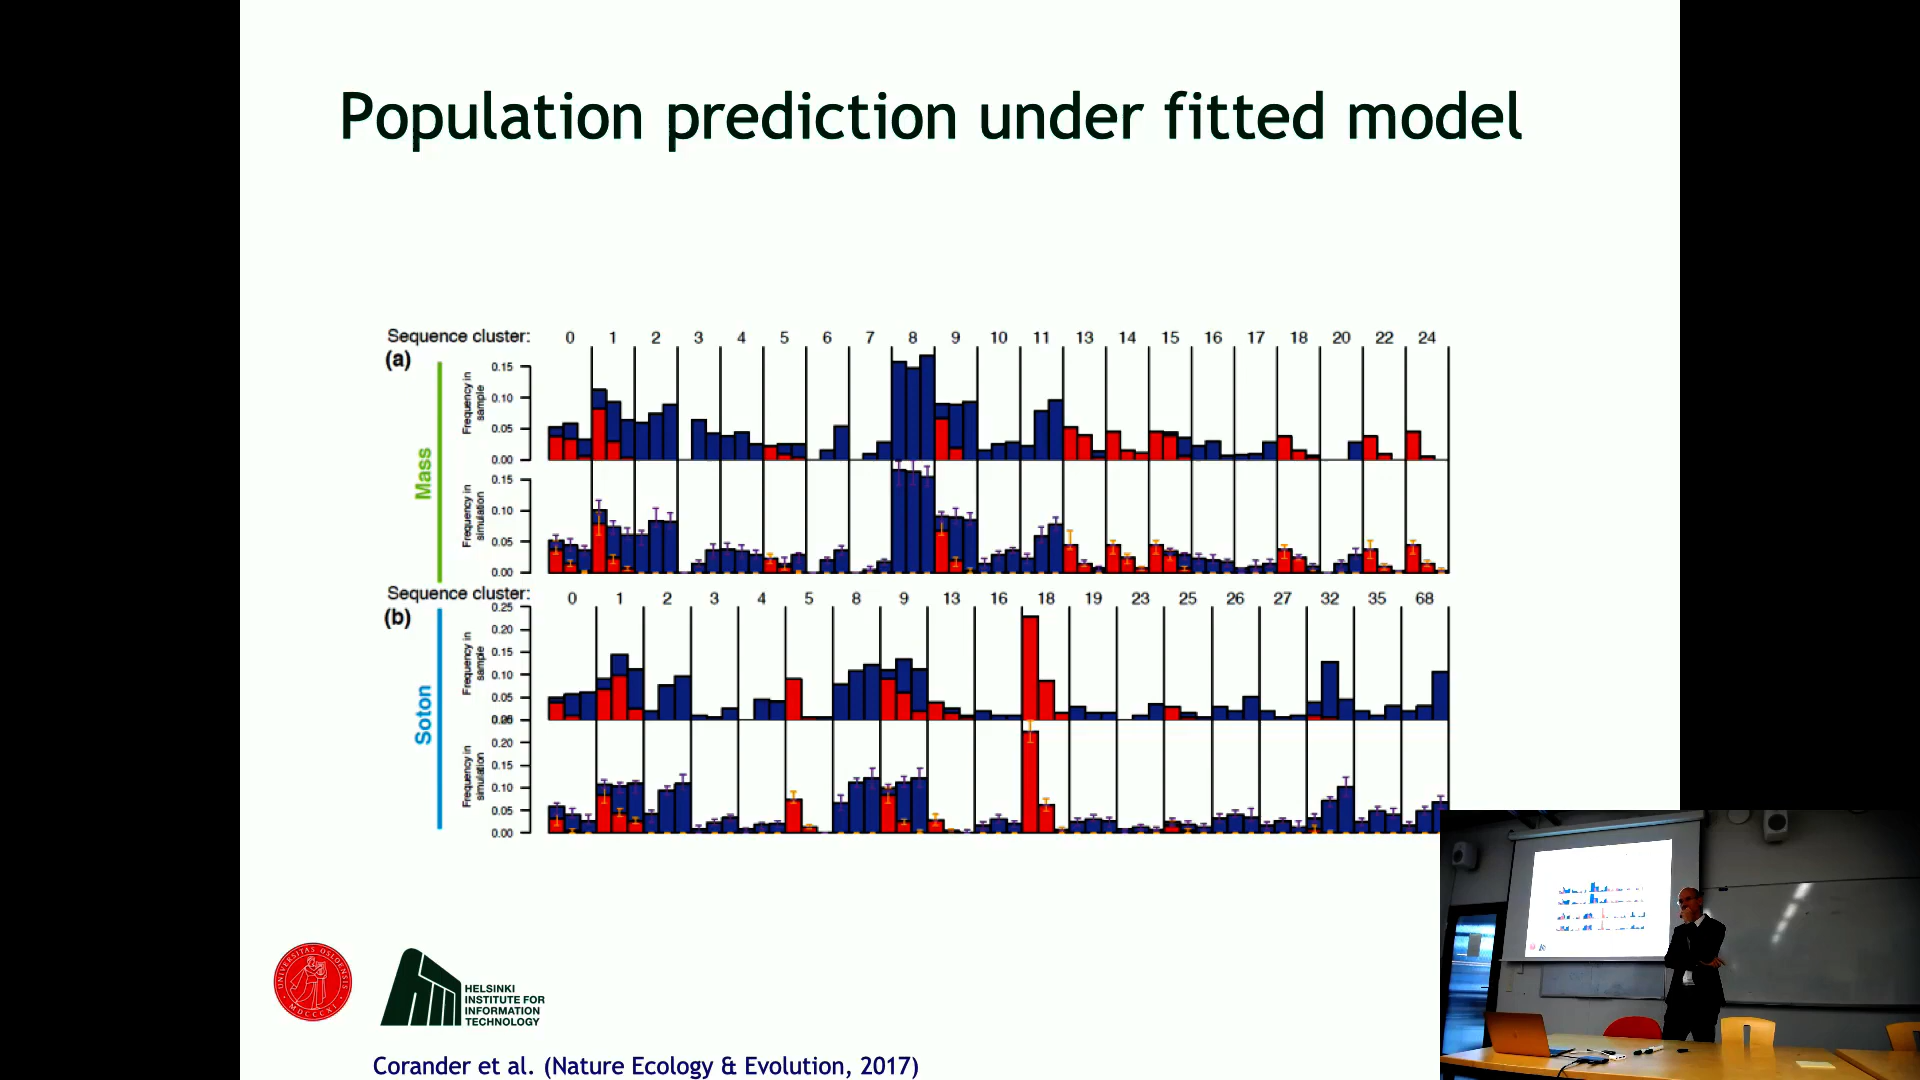 Population prediction under fitted model
Sequence cluster: 0 1 2 3 4 5 6 7 8 9 10 11 13 14 15 16 17 18 20 22 24
(a)
Mass
Frequency in
sample
0.15
0.10
0.05
0.00
Frequency in
simulation
0.15
0.10
0.05
0.00
Sequence cluster: 0 1 2 3 4 5 8 9 13 16 18 19 23 25 26 27 32 35 68
(b)
Soton
Frequency in
sample
0.25
0.20
0.15
0.10
0.05
Frequency in
simulation
0.20
0.15
0.10
0.05
0.00
UNIVERSITAS OSLOENSIS
MDCCCXI
HELSINKI
INSTITUTE FOR
INFORMATION
TECHNOLOGY
Corander et al. (Nature Ecology & Evolution, 2017)